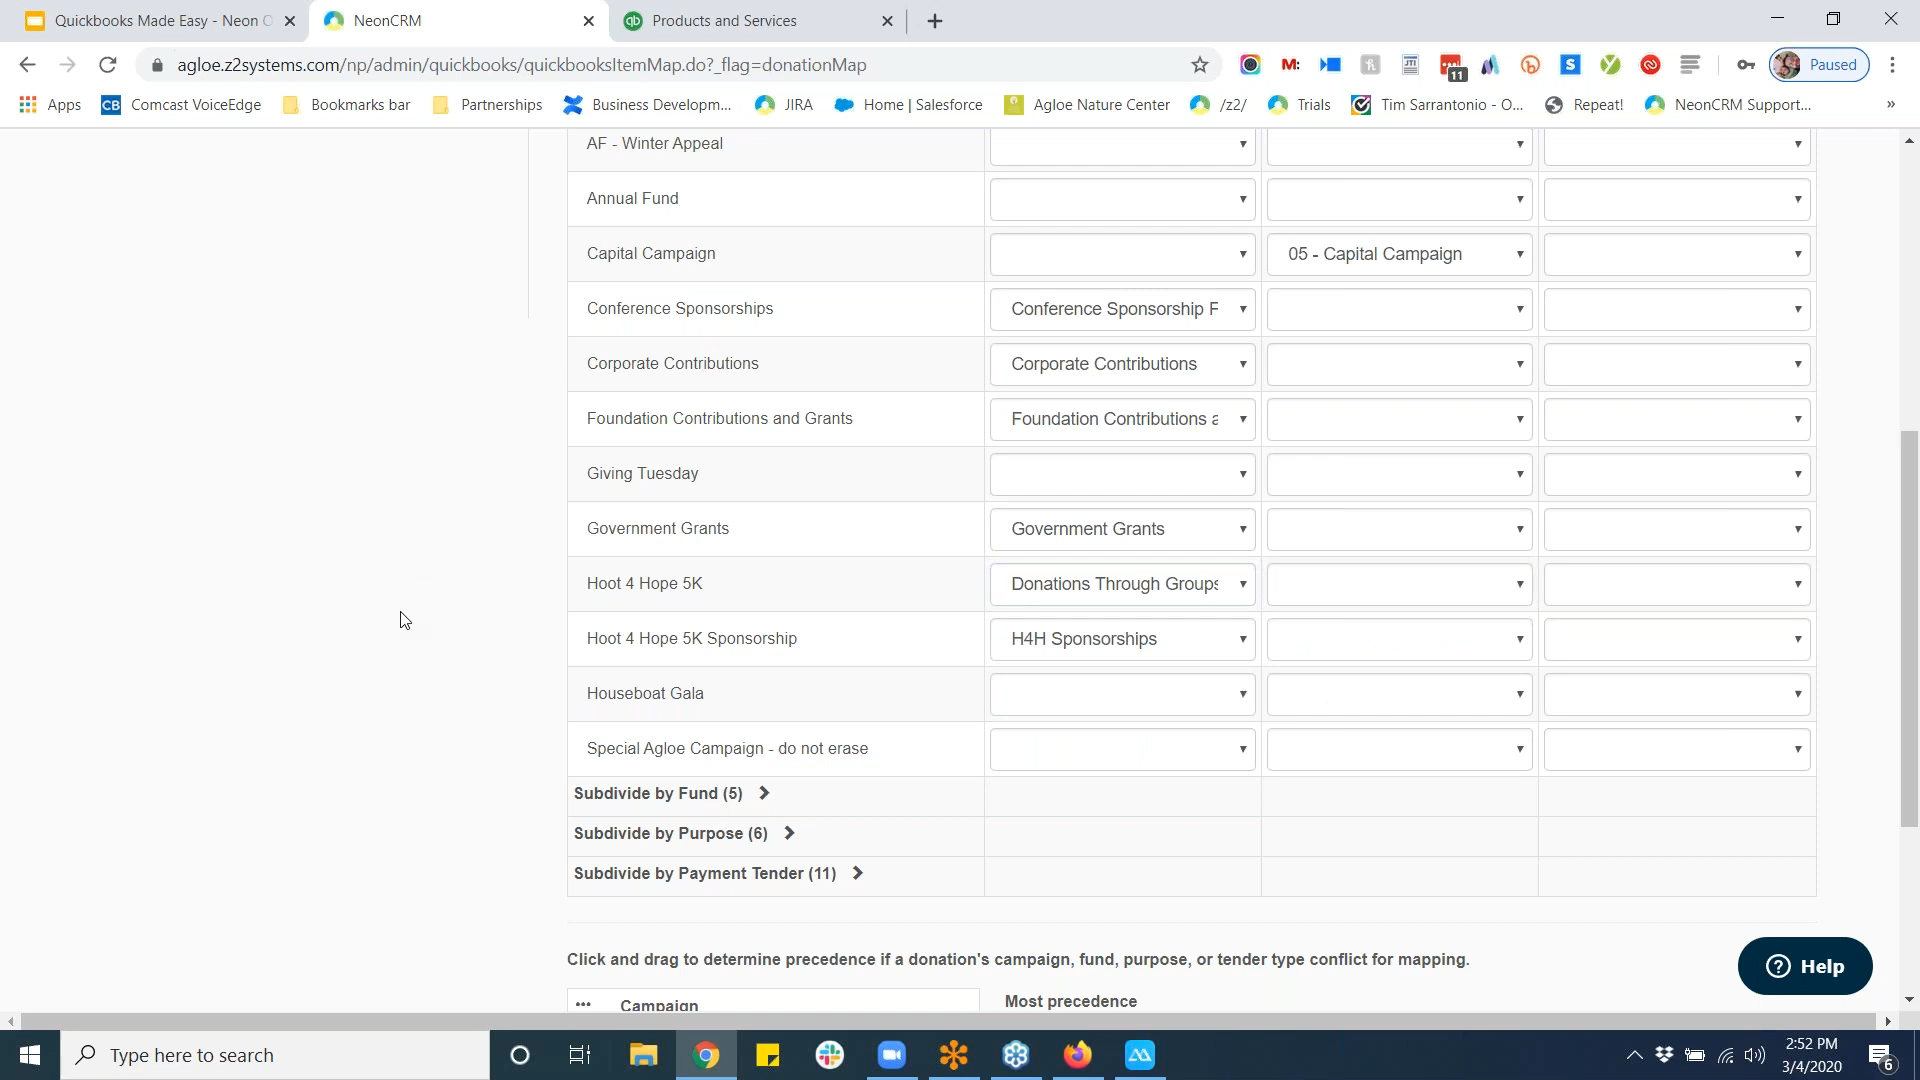 Quickbooks Made Easy - Neon
NeonCRM
Products and Services
agloe.z2systems.com/np/admin/quickbooks/quickbooksItemMap.do?_flag=donationMap
M:
JTI
11
S
Paused
Apps
CB Comcast VoiceEdge
Bookmarks bar
Partnerships
Business Developm...
JIRA
Home | Salesforce
Agloe Nature Center
/z2/
Trials
Tim Sarrantonio - O...
Repeat!
NeonCRM Support...
»
AF - Winter Appeal
Annual Fund
Capital Campaign
05 - Capital Campaign
Conference Sponsorships
Conference Sponsorship F
Corporate Contributions
Corporate Contributions
Foundation Contributions and Grants
Foundation Contributions a
Giving Tuesday
Government Grants
Government Grants
Hoot 4 Hope 5K
Donations Through Groups
Hoot 4 Hope 5K Sponsorship
H4H Sponsorships
Houseboat Gala
Special Agloe Campaign - do not erase
Subdivide by Fund (5)
Subdivide by Purpose (6)
Subdivide by Payment Tender (11)
Click and drag to determine precedence if a donation's campaign, fund, purpose, or tender type conflict for mapping.
Campaign
Most precedence
Help
Type here to search
2:52 PM
3/4/2020
6